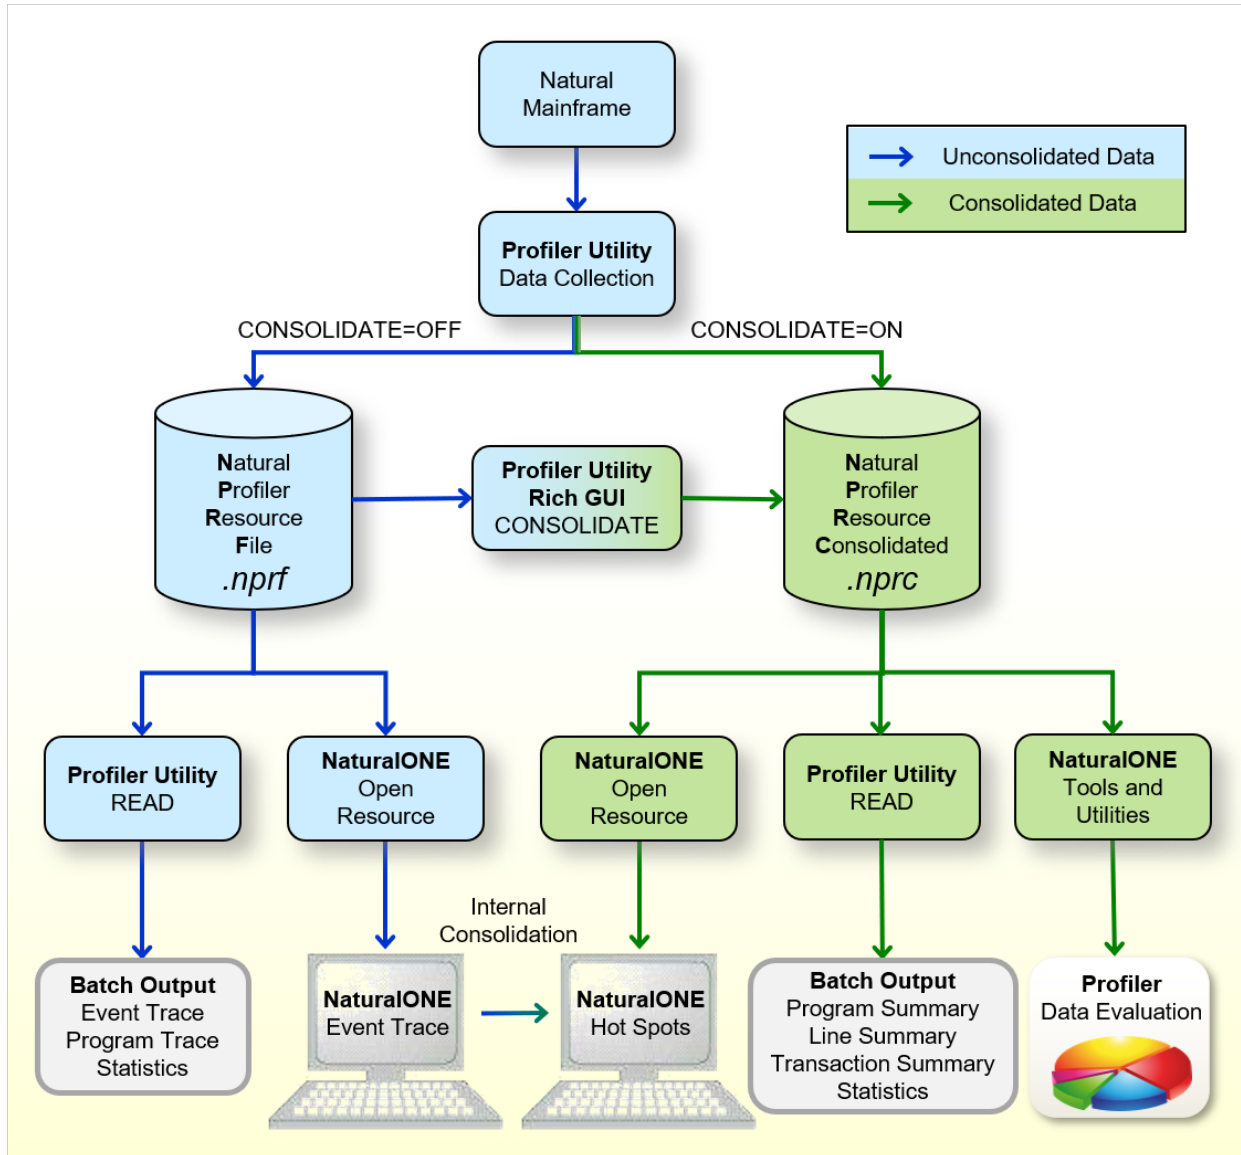 Natural
Mainframe
Unconsolidated Data
Consolidated Data
Profiler Utility
Data Collection
CONSOLIDATE=OFF
CONSOLIDATE=ON
Natural
Profiler
Resource
File
.nprf
Profiler Utility
Rich GUI
CONSOLIDATE
Natural
Profiler
Resource
Consolidated
.nprc
Profiler Utility
READ
NaturalONE
Open
Resource
NaturalONE
Open
Resource
Profiler Utility
READ
NaturalONE
Tools and
Utilities
Internal
Consolidation
Batch Output
Event Trace
Program Trace
Statistics
NaturalONE
Event Trace
NaturalONE
Hot Spots
Batch Output
Program Summary
Line Summary
Transaction Summary
Statistics
Profiler
Data Evaluation